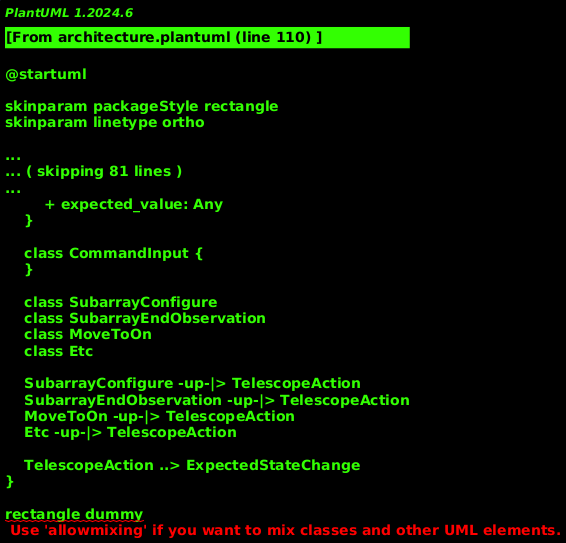 PlantUML 1.2024.6
[From architecture.plantuml (line 110) ]
@startuml
skinparam packageStyle rectangle
skinparam linetype ortho
...
... ( skipping 81 lines )
...
+ expected_value: Any
}
class CommandInput {
}
class SubarrayConfigure
class SubarrayEndObservation
class MoveToOn
class Etc
SubarrayConfigure -up-|> TelescopeAction
SubarrayEndObservation -up-|> TelescopeAction
MoveToOn -up-|> TelescopeAction
Etc -up-|> TelescopeAction
TelescopeAction ..> ExpectedStateChange
}
rectangle dummy
Use 'allowmixing' if you want to mix classes and other UML elements.